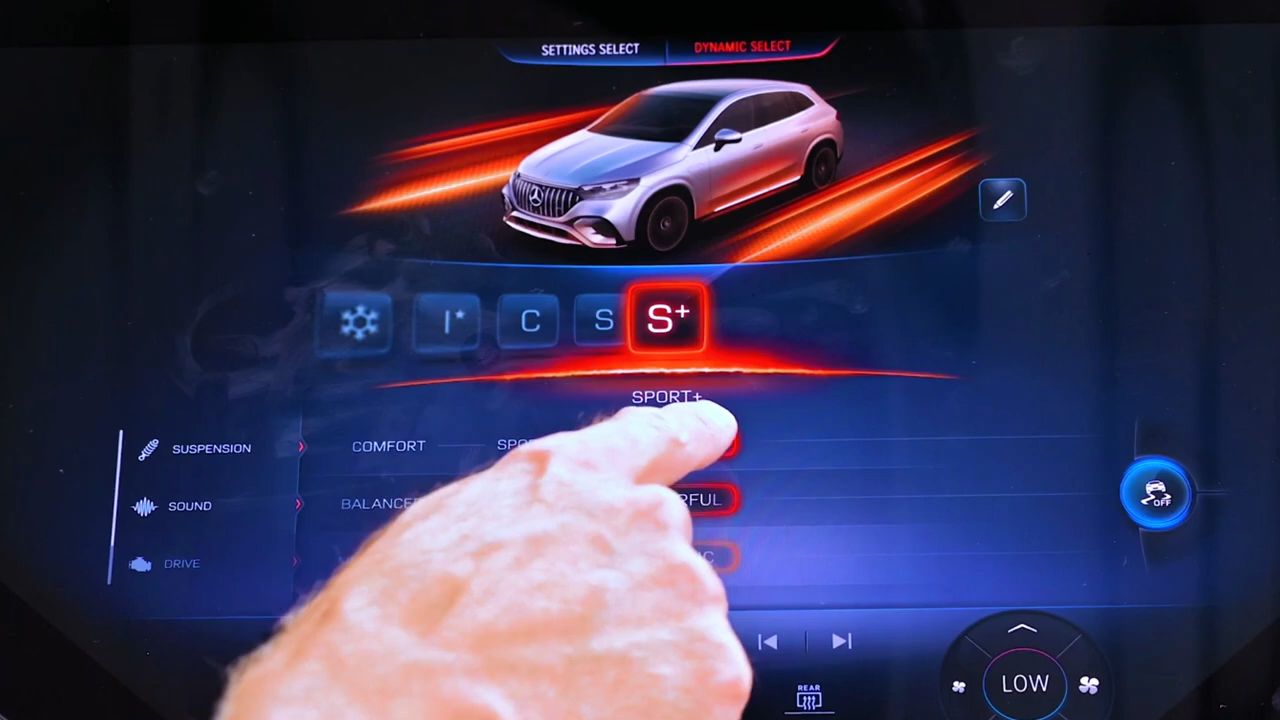 SETTINGS SELECT DYNAMIC SELECT
I* C S S+
SPORT+
SUSPENSION COMFORT
SOUND
DRIVE
OFF
REAR
LOW